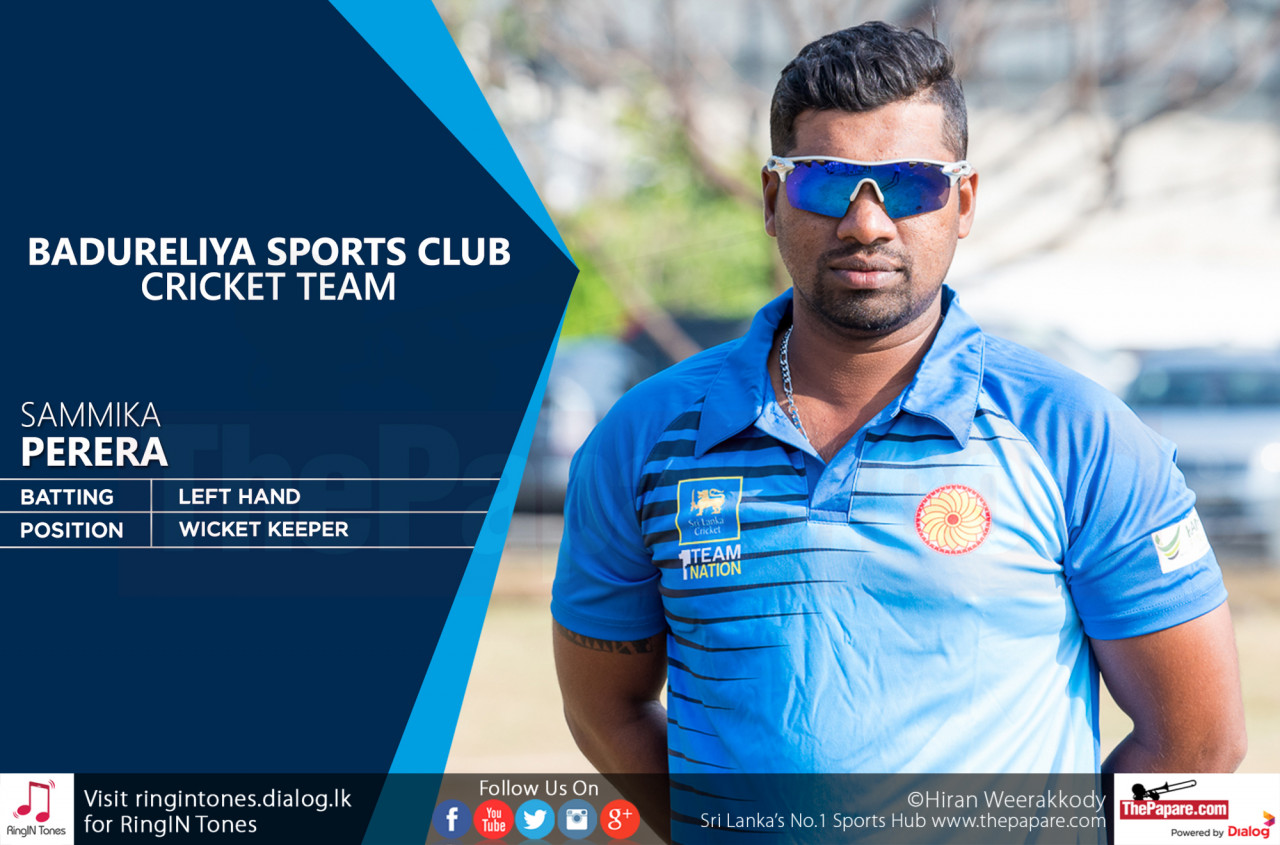 BADURELIYA SPORTS CLUB
CRICKET TEAM
SAMMIKA
PERERA
BATTING LEFT HAND
POSITION WICKET KEEPER
Sri Lanka
Cricket
1 TEAM
NATION
RingIN Tones
Visit ringintones.dialog.lk
for RingIN Tones
Follow Us On
f You
Tube g+
©Hiran Weerakkody
Sri Lanka's No.1 Sports Hub www.thepapare.com
ThePapare.com
Powered by Dialog